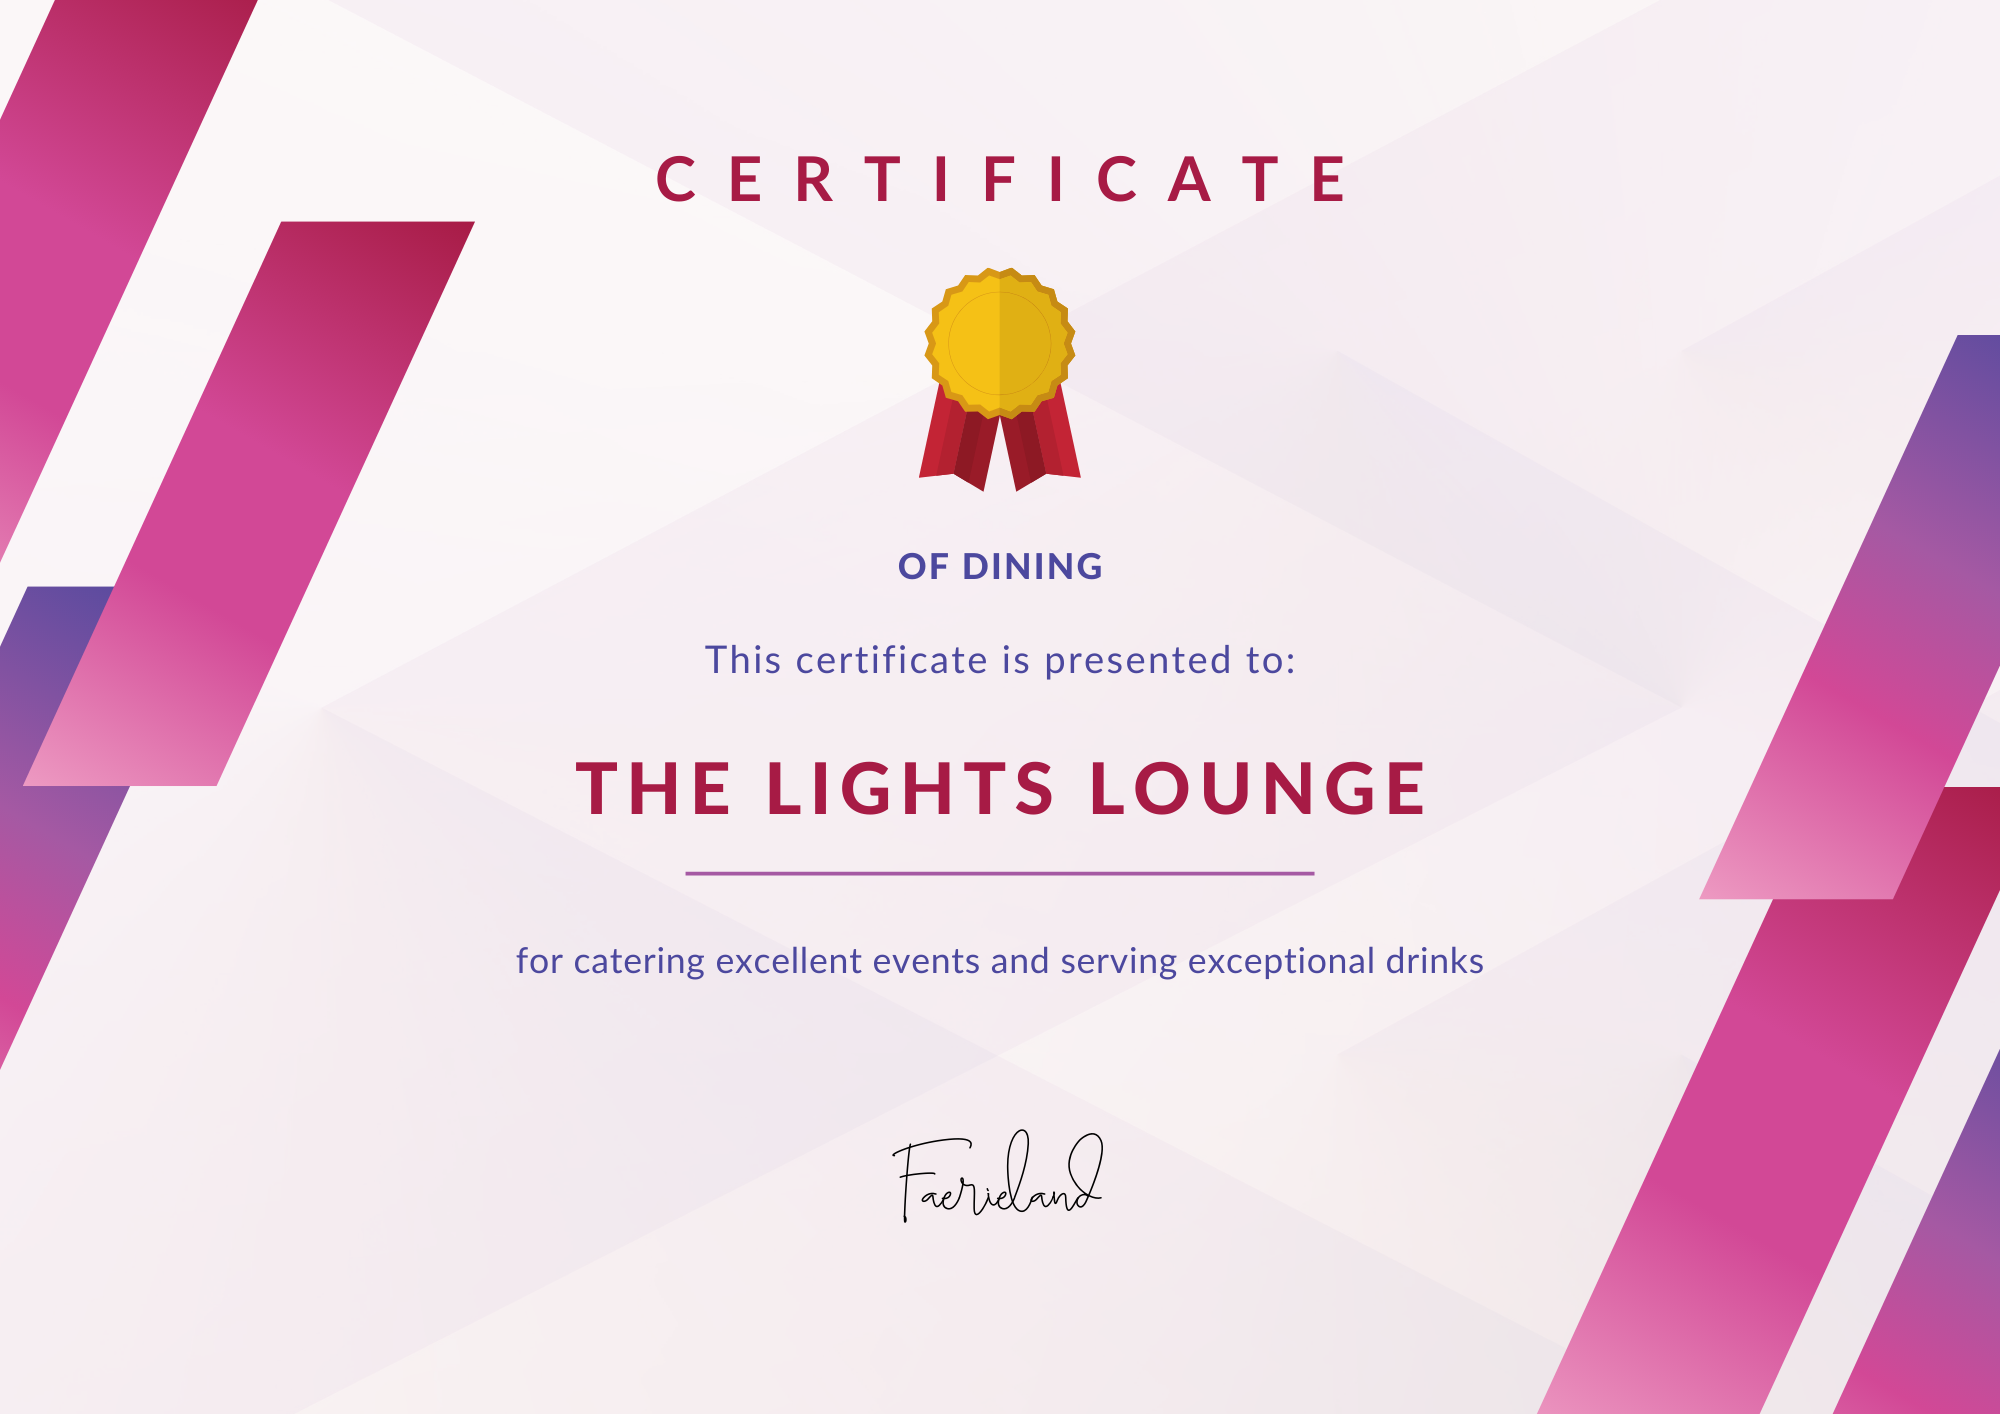 CERTIFICATE
OF DINING
This certificate is presented to:
THE LIGHTS LOUNGE
for catering excellent events and serving exceptional drinks
Faerieland